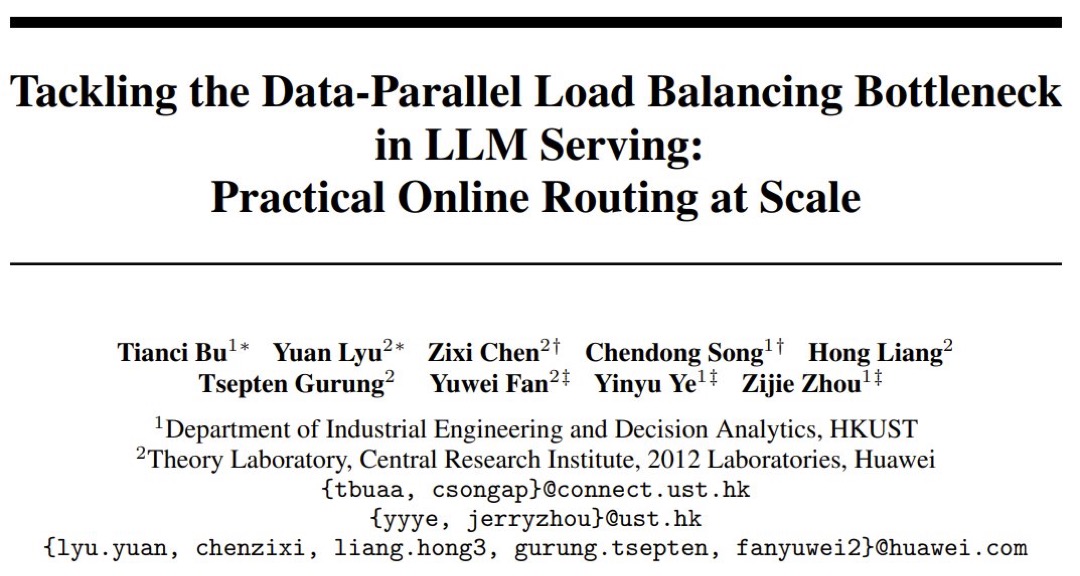 Tackling the Data-Parallel Load Balancing Bottleneck
in LLM Serving:
Practical Online Routing at Scale
Tianci Bu1* Yuan Lyu2* Zixi Chen2† Chendong Song1† Hong Liang2
Tsepten Gurung2 Yuwei Fan2‡ Yinyu Ye1‡ Zijie Zhou1‡
1Department of Industrial Engineering and Decision Analytics, HKUST
2Theory Laboratory, Central Research Institute, 2012 Laboratories, Huawei
{tbuaa, csongap}@connect.ust.hk
{yyye, jerryzhou}@ust.hk
{lyu.yuan, chenzixi, liang.hong3, gurung.tsepten, fanyuwei2}@huawei.com